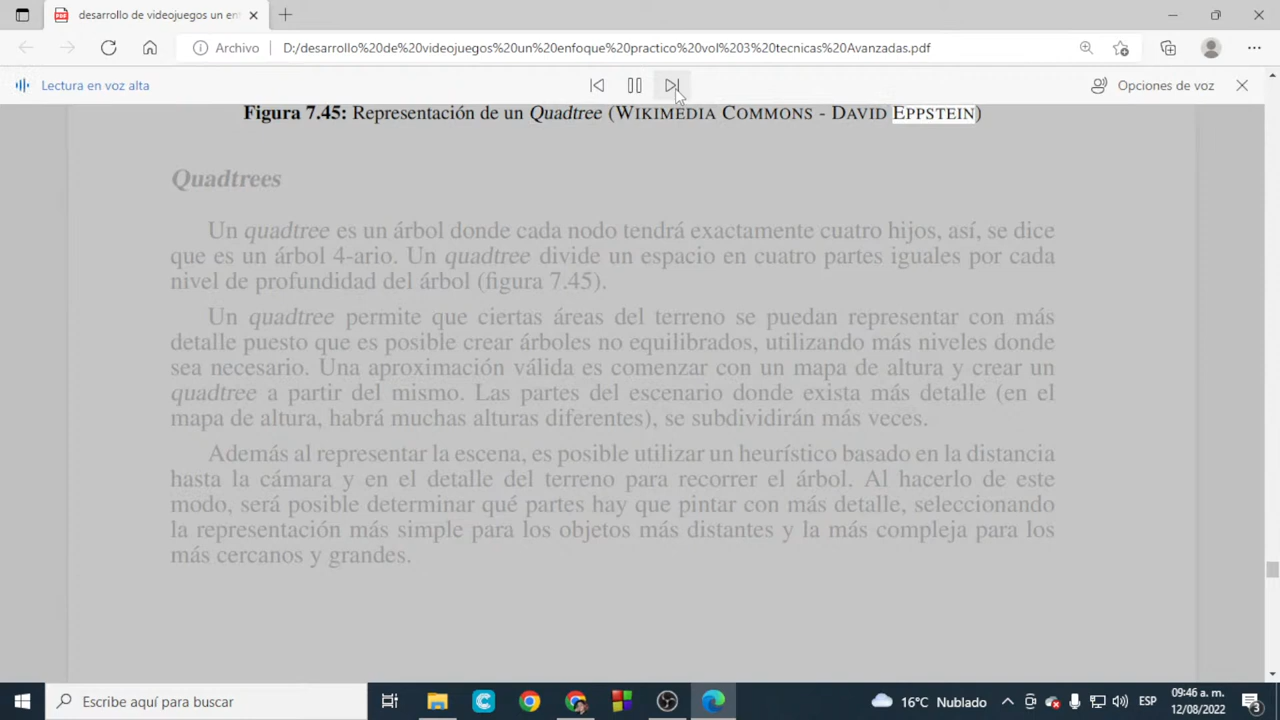 desarrollo de videojuegos un en
Archivo
D:/desarrollo%20de%20videojuegos%20un%20enfoque%20practico%20vol%203%20tecnicas%20Avanzadas.pdf
Lectura en voz alta
Opciones de voz
Figura 7.45: Representación de un Quadtree (WIKIMEDIA COMMONS - DAVID EPPSTEIN)
Quadtrees
Un quadtree es un árbol donde cada nodo tendrá exactamente cuatro hijos, así, se dice
que es un árbol 4-ario. Un quadtree divide un espacio en cuatro partes iguales por cada
nivel de profundidad del árbol (figura 7.45).
Un quadtree permite que ciertas áreas del terreno se puedan representar con más
detalle puesto que es posible crear árboles no equilibrados, utilizando más niveles donde
sea necesario. Una aproximación válida es comenzar con un mapa de altura y crear un
quadtree a partir del mismo. Las partes del escenario donde exista más detalle (en el
mapa de altura, habrá muchas alturas diferentes), se subdividirán más veces.
Además al representar la escena, es posible utilizar un heurístico basado en la distancia
hasta la cámara y en el detalle del terreno para recorrer el árbol. Al hacerlo de este
modo, será posible determinar qué partes hay que pintar con más detalle, seleccionando
la representación más simple para los objetos más distantes y la más compleja para los
más cercanos y grandes.
Escribe aquí para buscar
16°C Nublado
ESP
09:46 a. m.
12/08/2022
3